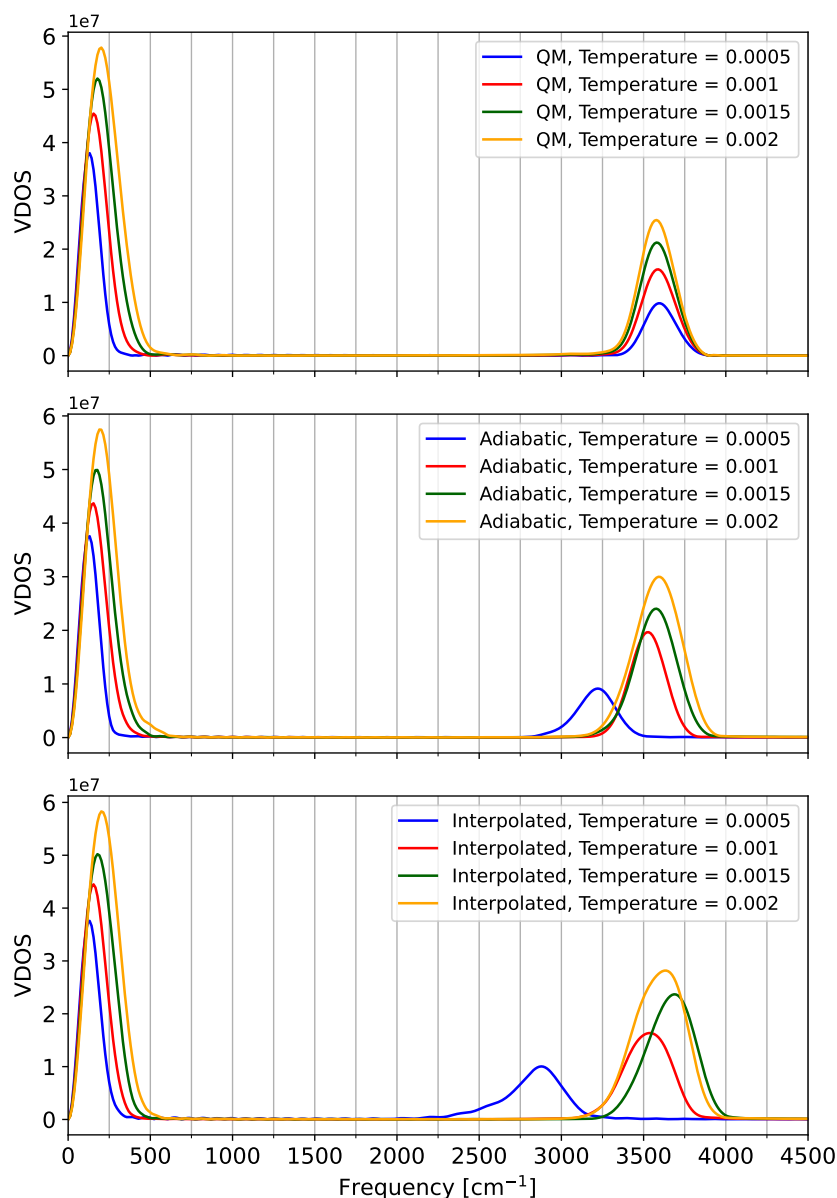 1e7
6
5
4
3
2
1
0
VDOS
QM, Temperature = 0.0005
QM, Temperature = 0.001
QM, Temperature = 0.0015
QM, Temperature = 0.002
1e7
6
5
4
3
2
1
0
VDOS
Adiabatic, Temperature = 0.0005
Adiabatic, Temperature = 0.001
Adiabatic, Temperature = 0.0015
Adiabatic, Temperature = 0.002
1e7
6
5
4
3
2
1
0
VDOS
Interpolated, Temperature = 0.0005
Interpolated, Temperature = 0.001
Interpolated, Temperature = 0.0015
Interpolated, Temperature = 0.002
0 500 1000 1500 2000 2500 3000 3500 4000 4500
Frequency [cm⁻¹]